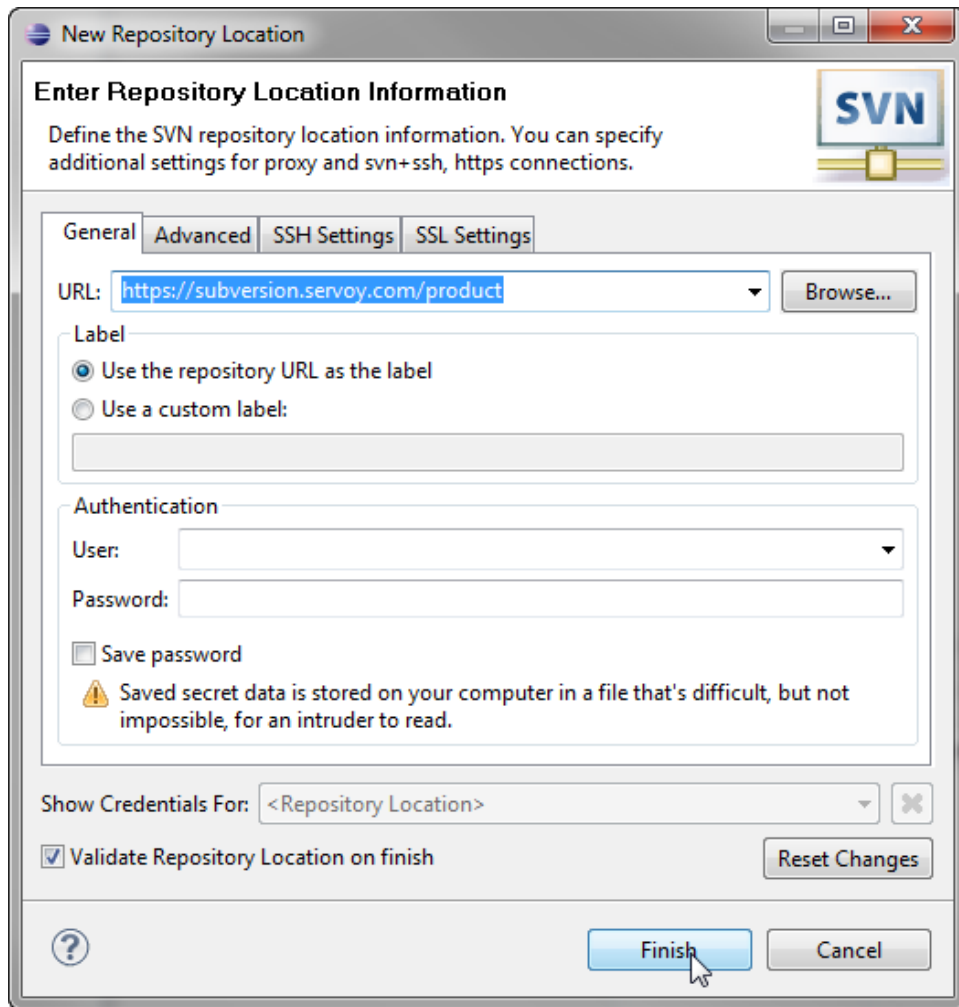 New Repository Location
Enter Repository Location Information
Define the SVN repository location information. You can specify
additional settings for proxy and svn+ssh, https connections.
SVN
General Advanced SSH Settings SSL Settings
URL: https://subversion.servoy.com/product Browse...
Label
Use the repository URL as the label
Use a custom label:
Authentication
User:
Password:
Save password
Saved secret data is stored on your computer in a file that's difficult, but not
impossible, for an intruder to read.
Show Credentials For: <Repository Location>
Validate Repository Location on finish
Reset Changes
? Finish Cancel